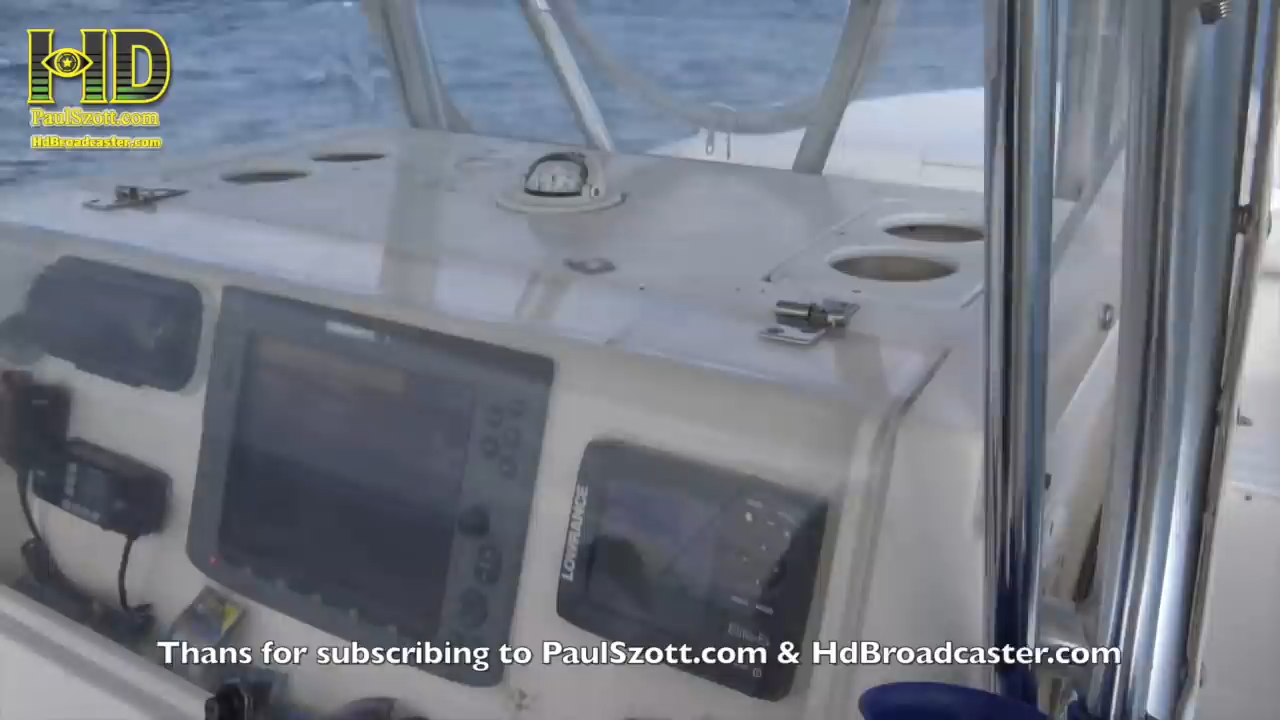 HD
PaulSzott.com
HdBroadcaster.com
LOWRANCE
Thans for subscribing to PaulSzott.com & HdBroadcaster.com